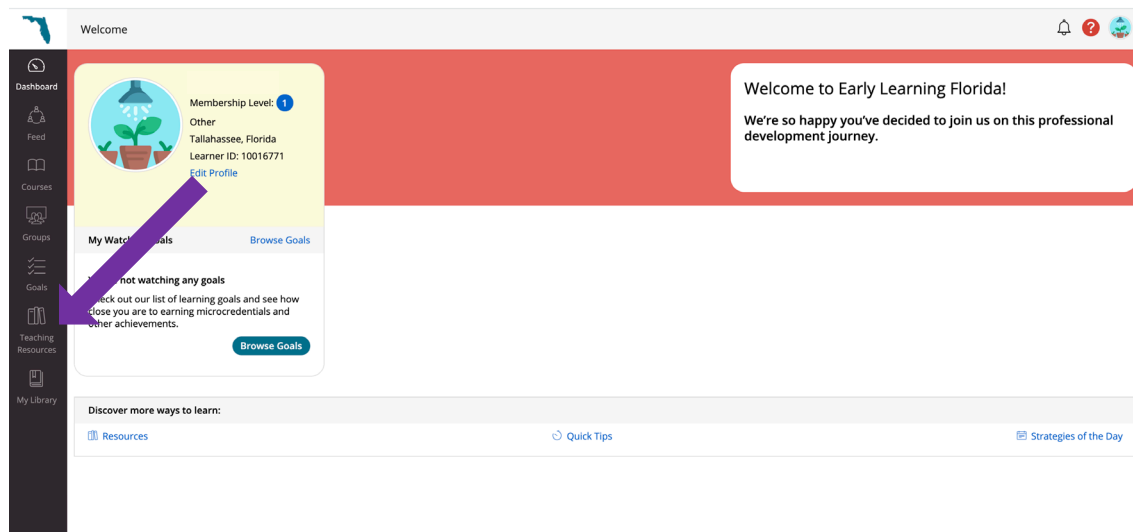 Welcome
?
Dashboard
Feed
Courses
Groups
Goals
Teaching
Resources
My Library
Membership Level: 1
Other
Tallahassee, Florida
Learner ID: 10016771
Edit Profile
My Goals
Browse Goals
not watching any goals
out our list of learning goals and see how
close you are to earning microcredentials and
other achievements.
Browse Goals
Welcome to Early Learning Florida!
We're so happy you've decided to join us on this professional
development journey.
Discover more ways to learn:
Resources
Quick Tips
Strategies of the Day